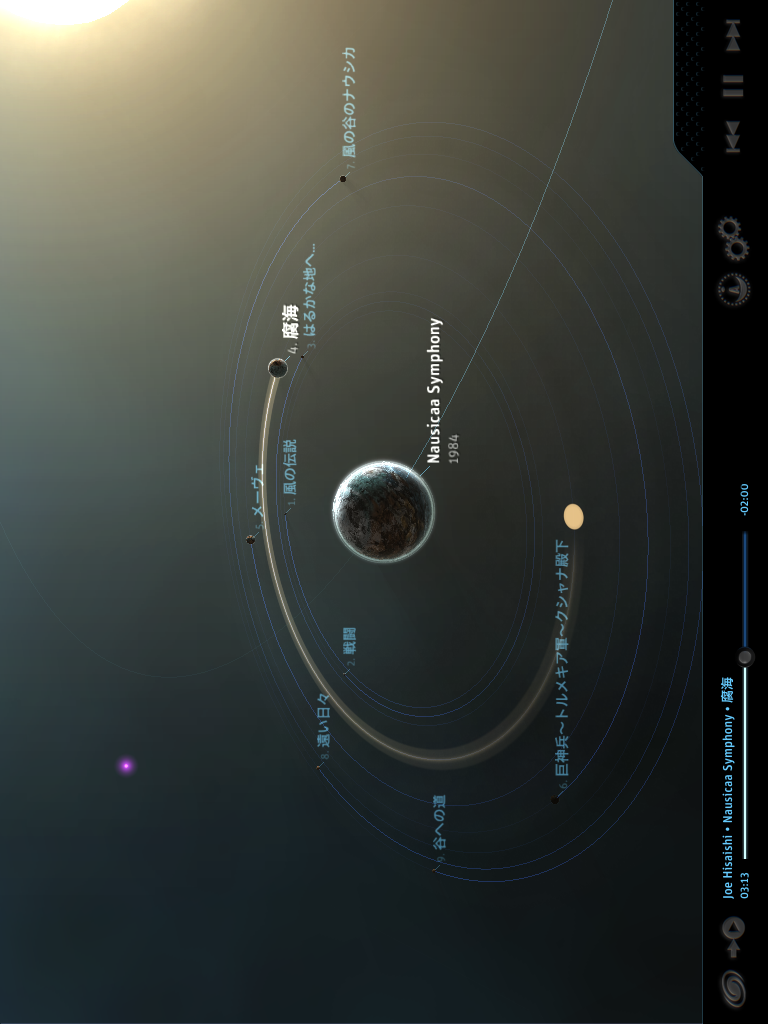 7. 風の谷のナウシカ
4. 腐海
3. はるかな地へ...
5. メーヴェ
1. 風の伝説
Nausicaa Symphony
1984
2. 戦闘
8. 遠い日々
6. 巨神兵〜トルメキア軍〜クシャナ殿下
9. 谷への道
Joe Hisaishi • Nausicaa Symphony • 腐海
03:13
-02:00